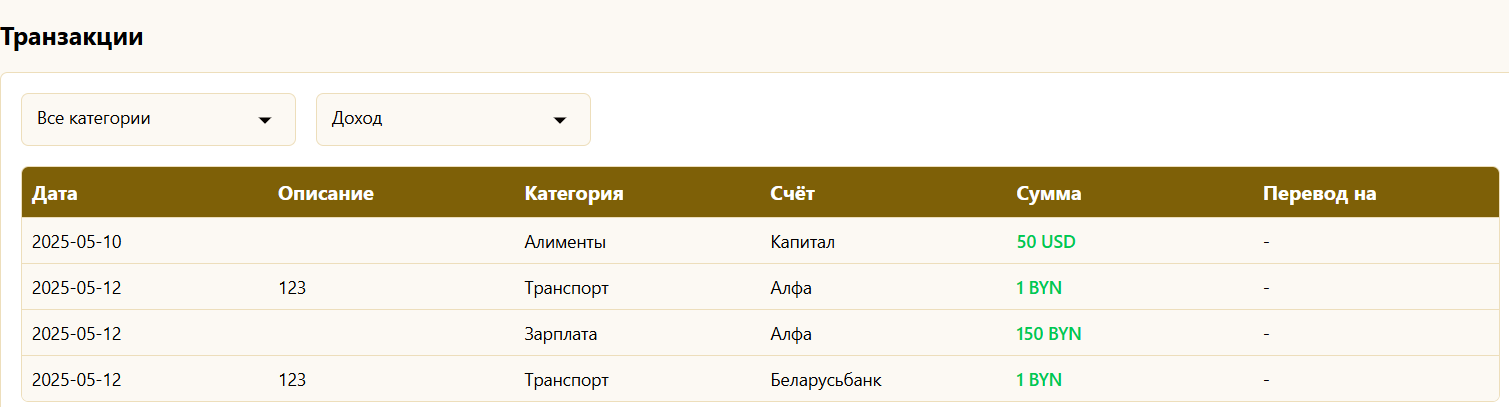 Транзакции
Все категории Доход
Дата Описание Категория Счёт Сумма Перевод на
2025-05-10 Алименты Капитал 50 USD -
2025-05-12 123 Транспорт Алфа 1 BYN -
2025-05-12 Зарплата Алфа 150 BYN -
2025-05-12 123 Транспорт Беларусьбанк 1 BYN -